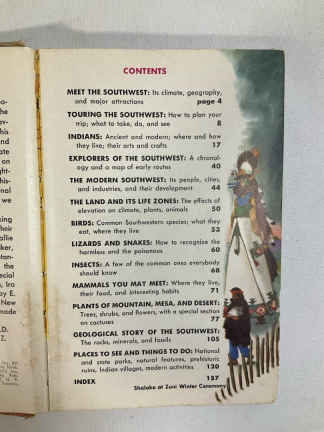 CONTENTS
MEET THE SOUTHWEST: Its climate, geography,
and major attractions page 4
TOURING THE SOUTHWEST: How to plan your
trip; what to take, do, and see 8
INDIANS: Ancient and modern; where and how
they live; their arts and crafts 17
EXPLORERS OF THE SOUTHWEST: A chronol-
ogy and a map of early routes 40
THE MODERN SOUTHWEST: Its people, cities,
and industries, and their development 44
THE LAND AND ITS LIFE ZONES: The effects of
elevation on climate, plants, animals 50
BIRDS: Common Southwestern species; what they
eat, where they live 53
LIZARDS AND SNAKES: How to recognize the
harmless and the poisonous 60
INSECTS: A few of the common ones everybody
should know 68
MAMMALS YOU MAY MEET: Where they live,
their food, and interesting habits 71
PLANTS OF MOUNTAIN, MESA, AND DESERT:
Trees, shrubs, and flowers, with a special section
on cactuses 77
GEOLOGICAL STORY OF THE SOUTHWEST:
The rocks, minerals, and fossils 105
PLACES TO SEE AND THINGS TO DO: National
and state parks, natural features, prehistoric
ruins, Indian villages, modern activities 120
INDEX 157
Shalako at Zuni Winter Ceremony